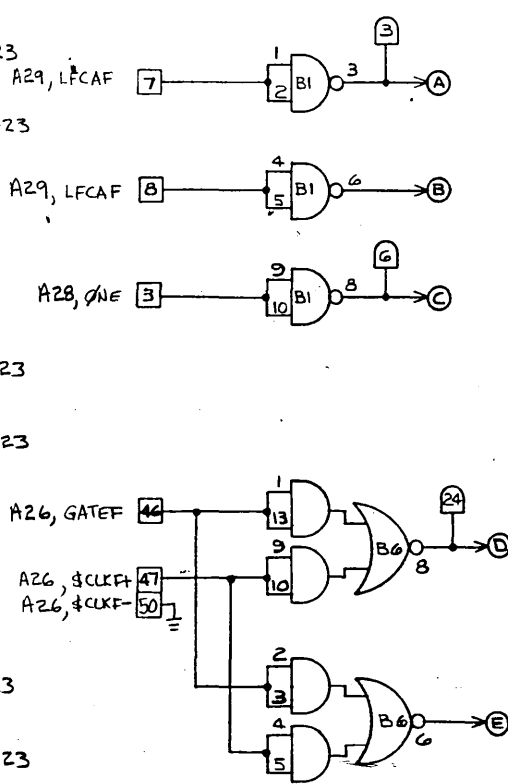 23
3
A29, LFCAF 7 1 2 B1 3 A
23
A29, LFCAF 8 4 5 B1 6 B
6
A28, ØNE 3 9 10 B1 8 C
23
23
A26, GATEF 46 1 13 24
9 10 B6 8 D
A26, $CLKF+ 47
A26, $CLKF- 50
3
2 3
4 5 B6 6 E
23